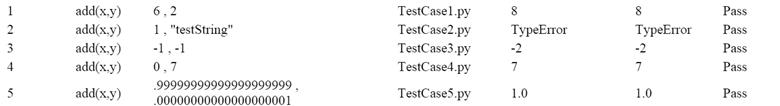 1 add(x,y) 6 , 2 TestCase1.py 8 8 Pass
2 add(x,y) 1 , "testString" TestCase2.py TypeError TypeError Pass
3 add(x,y) -1 , -1 TestCase3.py -2 -2 Pass
4 add(x,y) 0 , 7 TestCase4.py 7 7 Pass
5 add(x,y) .99999999999999999999 , .00000000000000000001 TestCase5.py 1.0 1.0 Pass